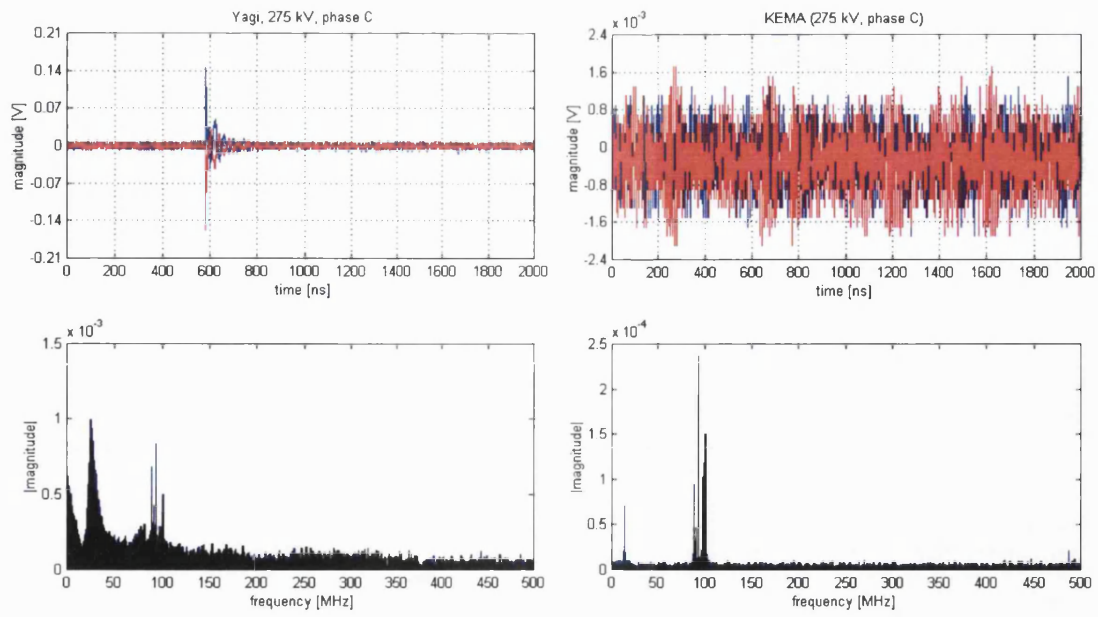 Yagi, 275 kV, phase C
0.21
0.14
0.07
0
-0.07
-0.14
-0.21
magnitude [V]
0 200 400 600 800 1000 1200 1400 1600 1800 2000
time [ns]
KEMA (275 kV, phase C)
x 10-3
2.4
1.6
0.8
0
-0.8
-1.6
-2.4
magnitude [V]
0 200 400 600 800 1000 1200 1400 1600 1800 2000
time [ns]
x 10-3
1.5
1
0.5
0
|magnitude|
0 50 100 150 200 250 300 350 400 450 500
frequency [MHz]
x 10-4
2.5
2
1.5
1
0.5
0
|magnitude|
0 50 100 150 200 250 300 350 400 450 500
frequency [MHz]